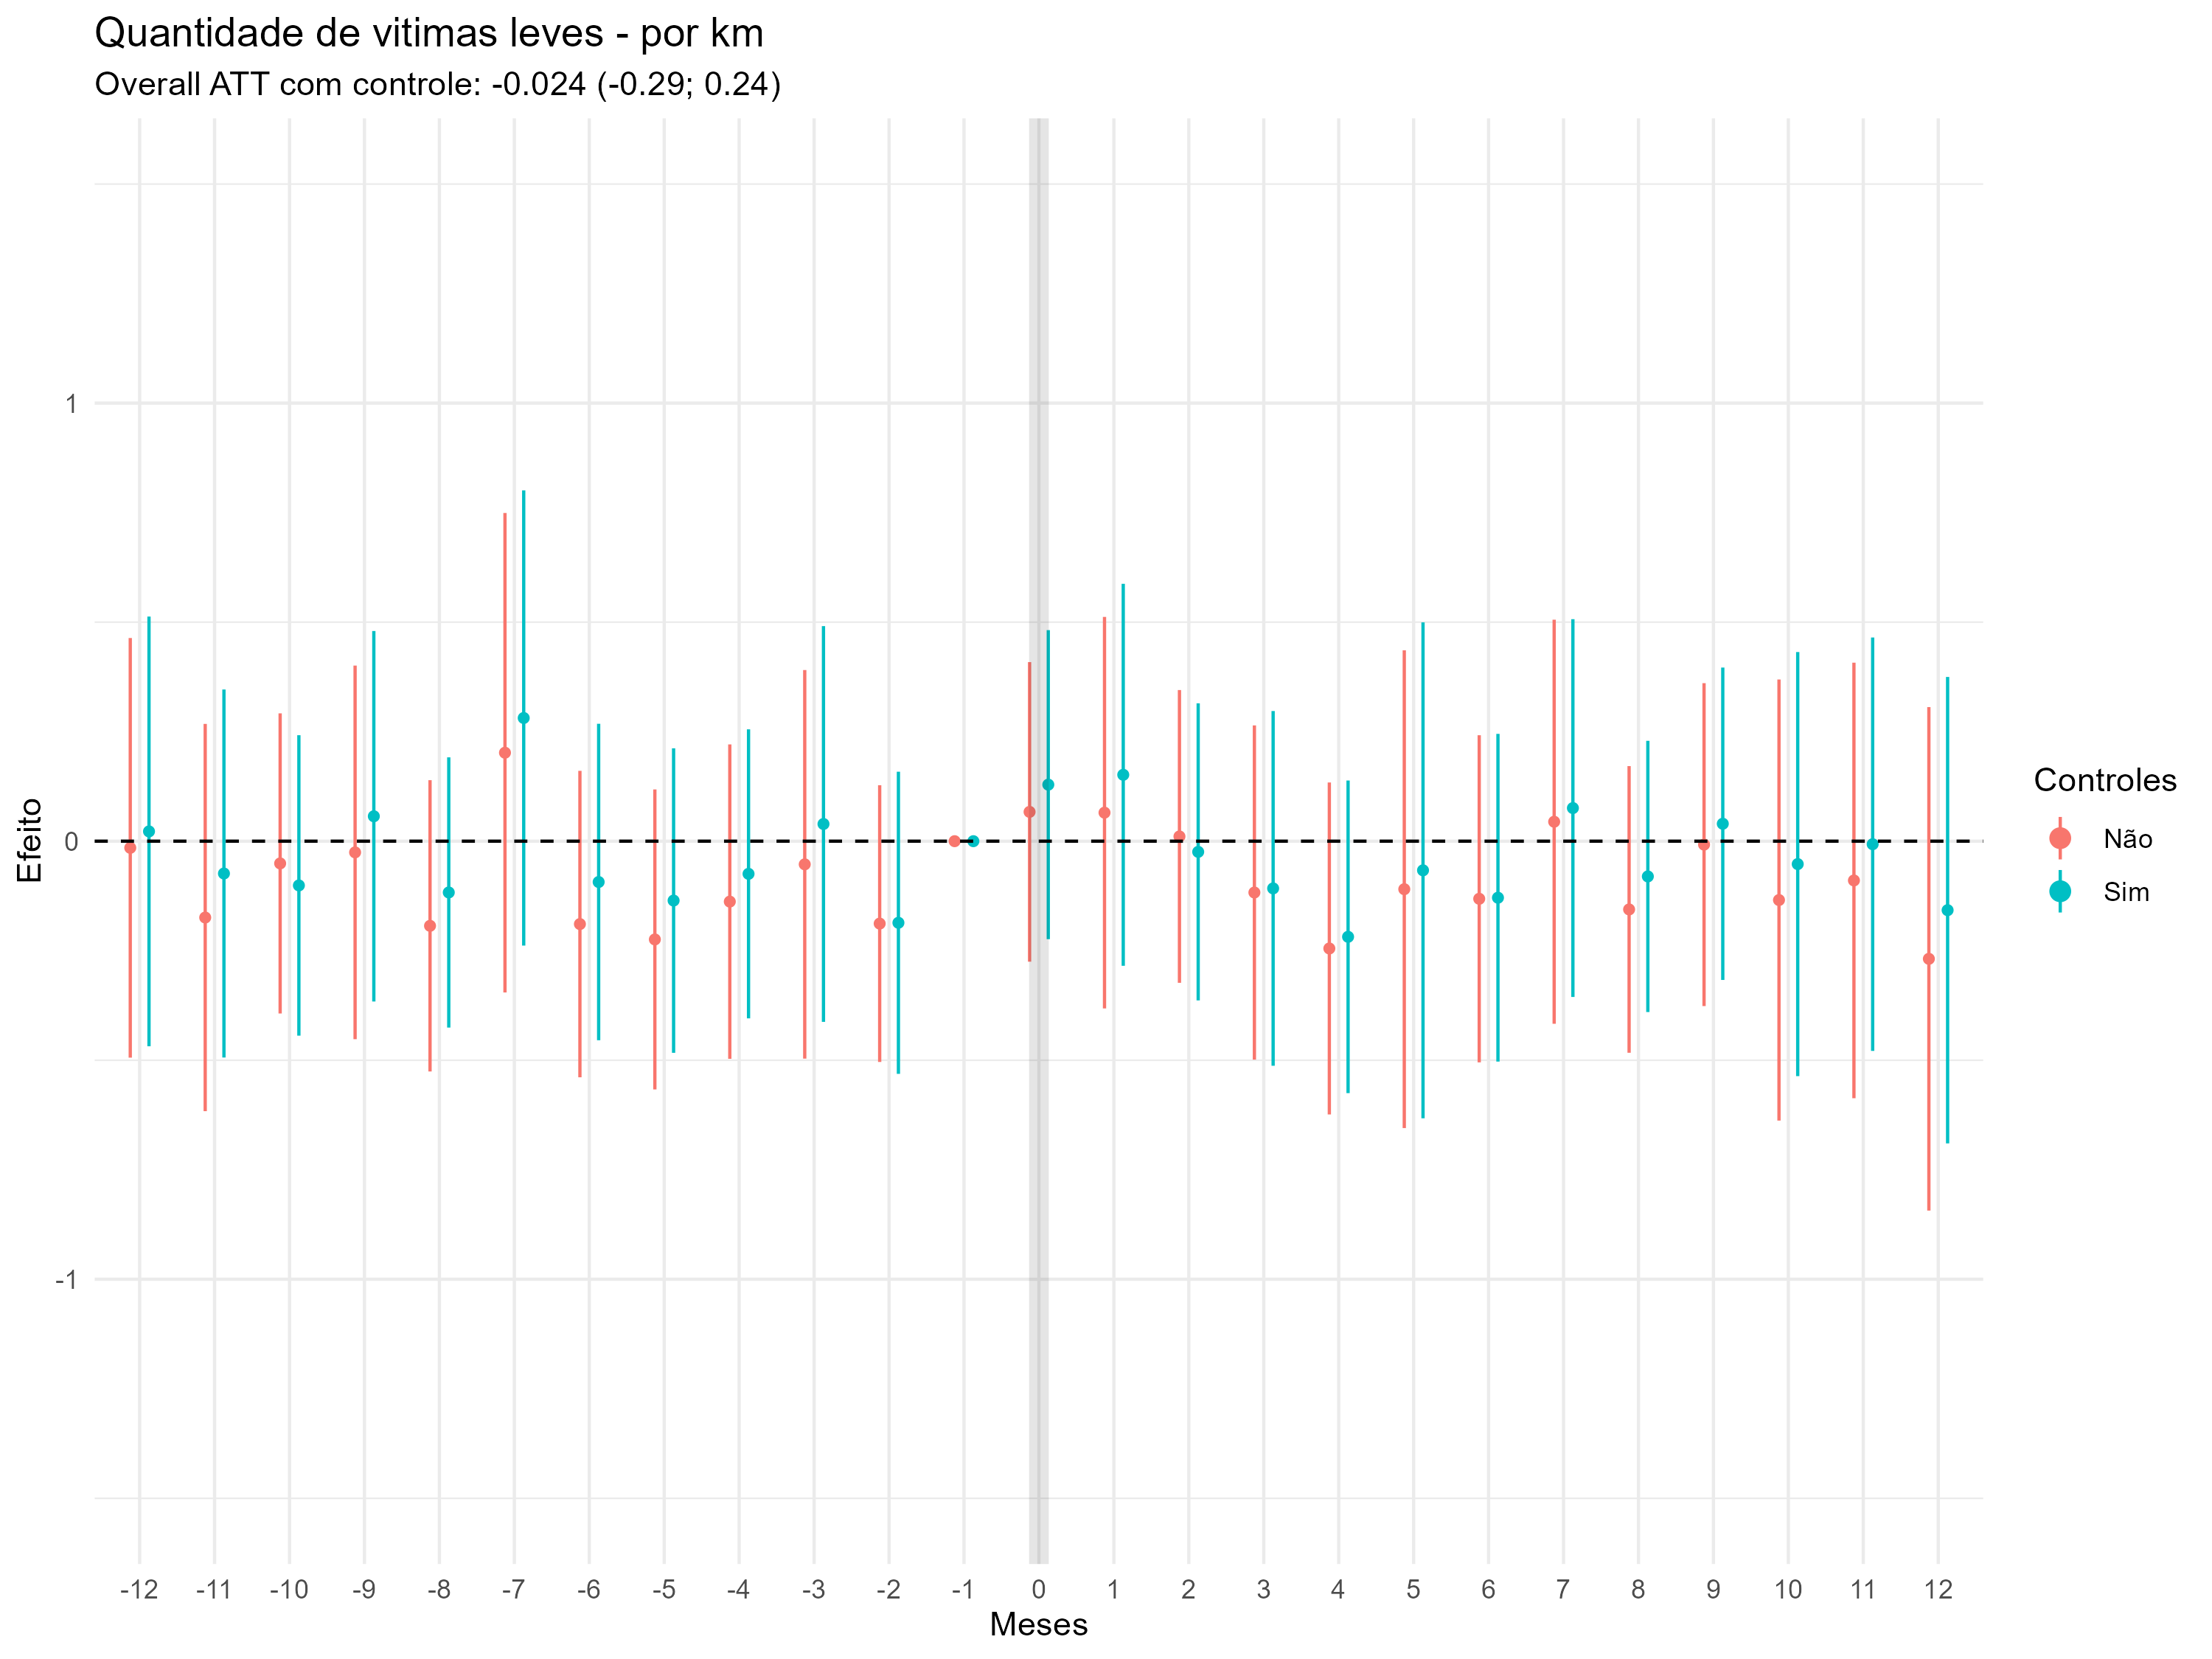 Quantidade de vitimas leves - por km
Overall ATT com controle: -0.024 (-0.29; 0.24)
Efeito
1
0
-1
-12 -11 -10 -9 -8 -7 -6 -5 -4 -3 -2 -1 0 1 2 3 4 5 6 7 8 9 10 11 12
Meses
Controles
Não
Sim